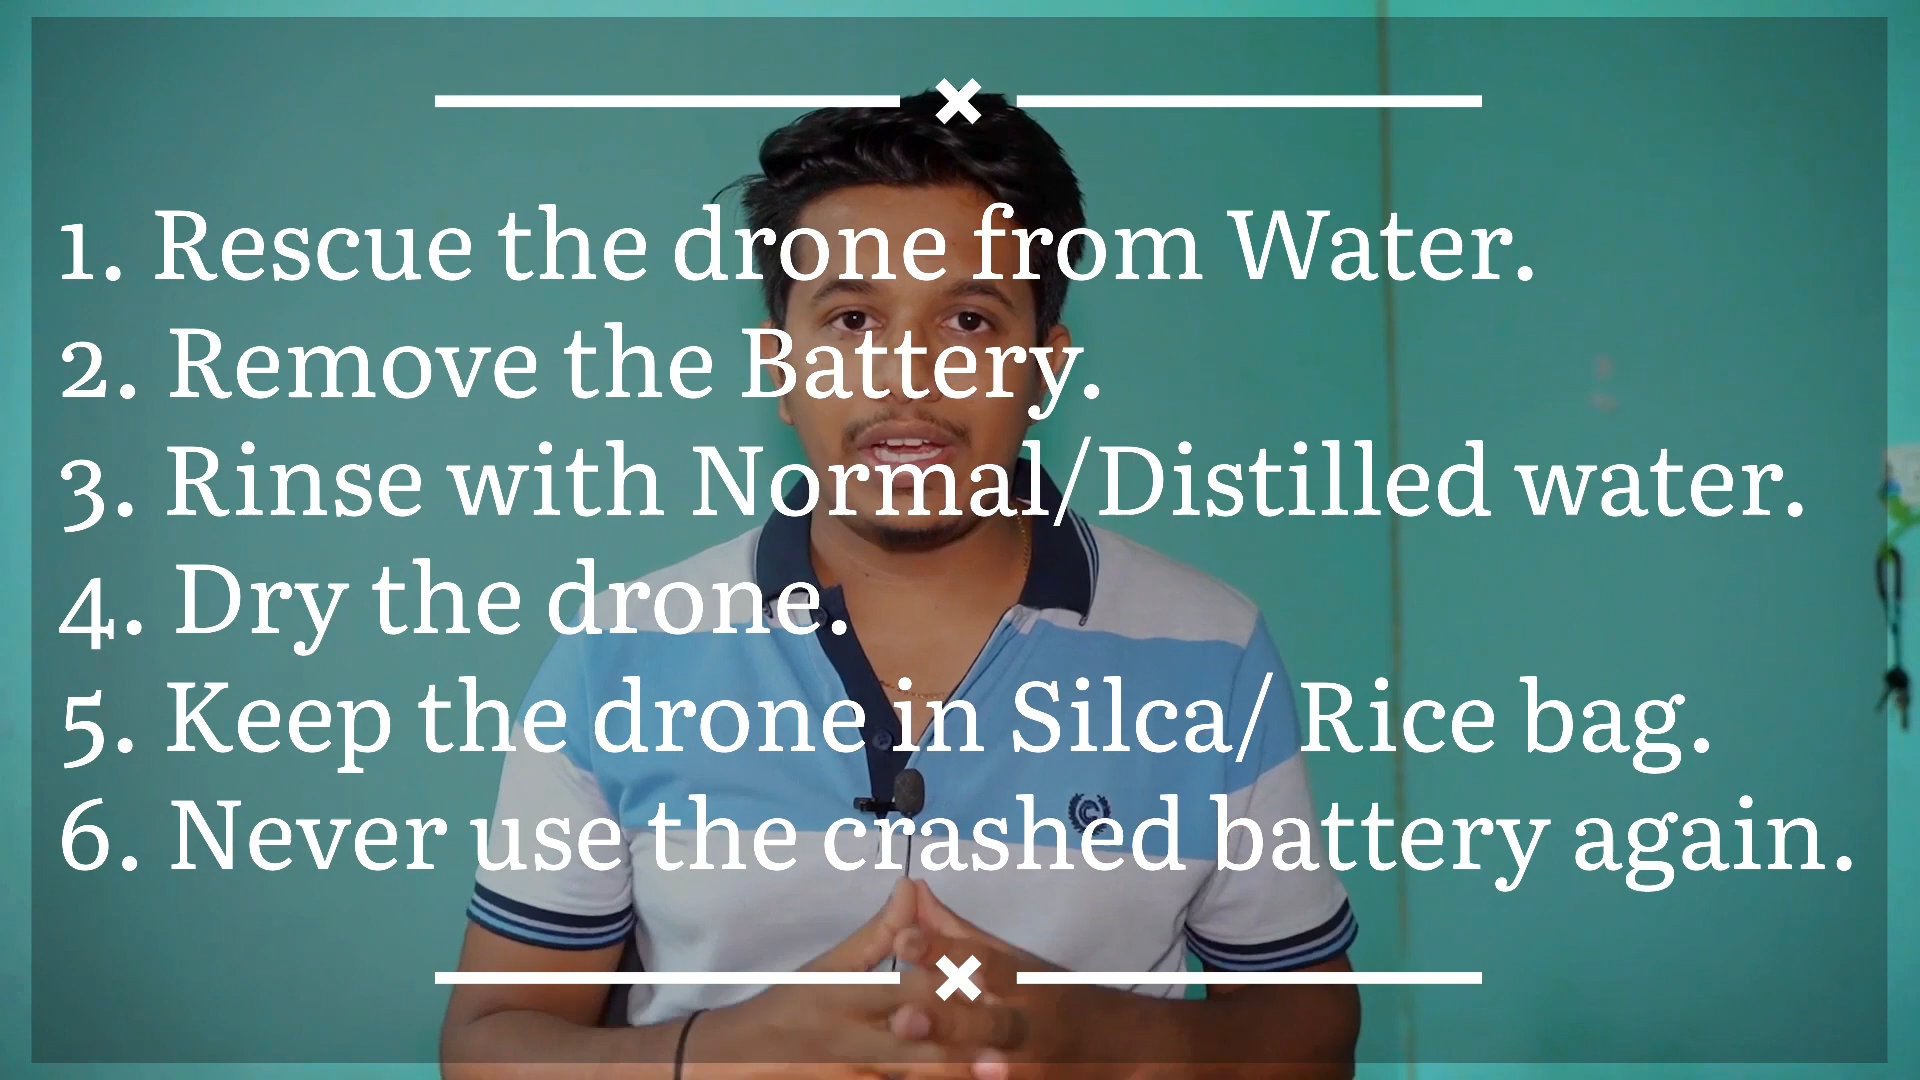 1. Rescue the drone from Water.
2. Remove the Battery.
3. Rinse with Normal/Distilled water.
4. Dry the drone.
5. Keep the drone in Silca/ Rice bag.
6. Never use the crashed battery again.